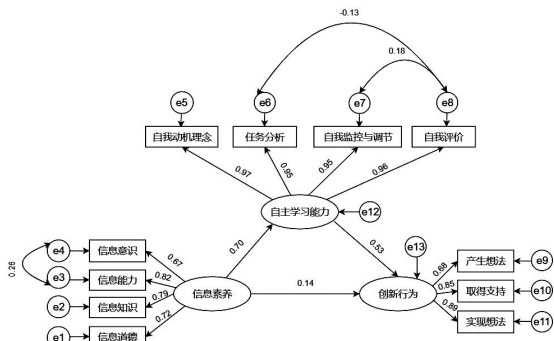 -0.13
0.18
e5
e6
e7
e8
自我动机理念
任务分析
自我监控与调节
自我评价
0.97
0.95
0.95
0.96
自主学习能力
e12
0.26
e4
信息意识
0.67
0.70
0.53
e13
e3
信息能力
0.82
产生想法
e9
0.68
e2
信息知识
0.79
信息素养
0.14
创新行为
0.85
取得支持
e10
e1
信息道德
0.72
0.89
实现想法
e11